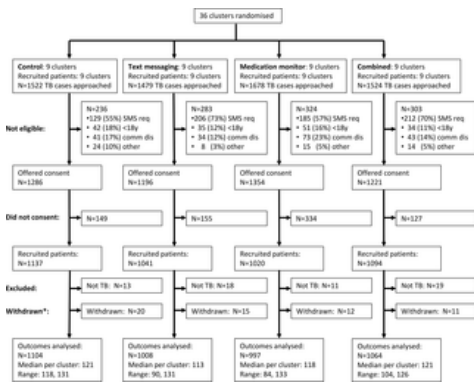 36 clusters randomised
Control: 9 clusters
Recruited patients: 9 clusters
N=1522 TB cases approached
Text messaging: 9 clusters
Recruited patients: 9 clusters
N=1479 TB cases approached
Medication monitor: 9 clusters
Recruited patients: 9 clusters
N=1678 TB cases approached
Combined: 9 clusters
Recruited patients: 9 clusters
N=1524 TB cases approached
Not eligible:
N=236
•129 (55%) SMS req
• 42 (18%) <18y
• 41 (17%) comm dis
• 24 (10%) other
N=283
•206 (73%) SMS req
• 35 (12%) <18y
• 34 (12%) comm dis
• 8 (3%) other
N=324
•185 (57%) SMS req
• 51 (16%) <18y
• 73 (23%) comm dis
• 15 (5%) other
N=303
•212 (70%) SMS req
• 34 (11%) <18y
• 43 (14%) comm dis
• 14 (5%) other
Offered consent
N=1286
Offered consent
N=1196
Offered consent
N=1354
Offered consent
N=1221
Did not consent:
N=149
N=155
N=334
N=127
Recruited patients:
N=1137
Recruited patients:
N=1041
Recruited patients:
N=1020
Recruited patients:
N=1094
Excluded:
Not TB: N=13
Not TB: N=18
Not TB: N=11
Not TB: N=19
Withdrawn*:
Withdrawn: N=20
Withdrawn: N=15
Withdrawn: N=12
Withdrawn: N=11
Outcomes analysed:
N=1104
Median per cluster: 121
Range: 118, 131
Outcomes analysed:
N=1008
Median per cluster: 113
Range: 90, 131
Outcomes analysed:
N=997
Median per cluster: 118
Range: 84, 133
Outcomes analysed:
N=1064
Median per cluster: 121
Range: 104, 126